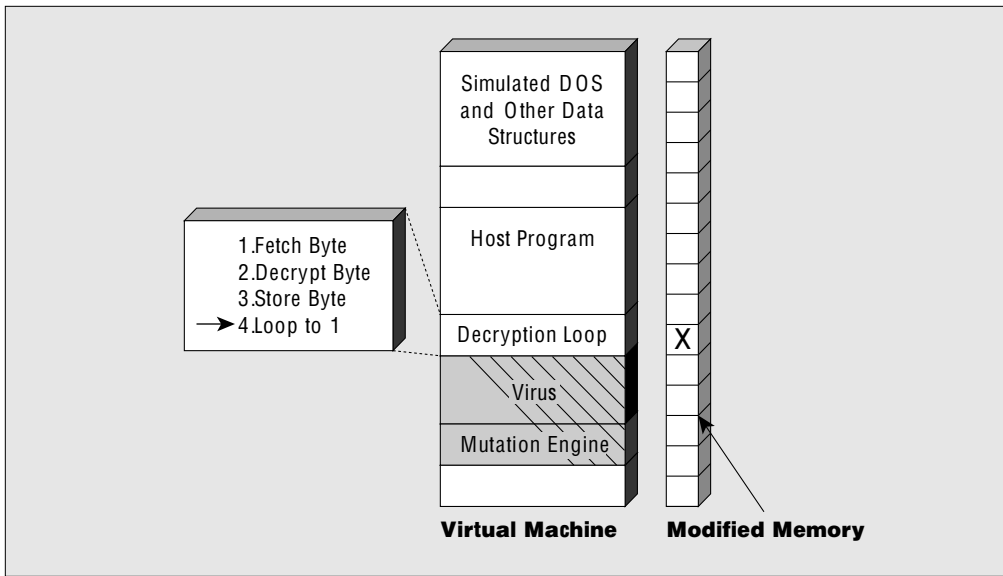 Simulated DOS
and Other Data
Structures
Host Program
1.Fetch Byte
2.Decrypt Byte
3.Store Byte
4.Loop to 1
Decryption Loop
X
Virus
Mutation Engine
Virtual Machine
Modified Memory